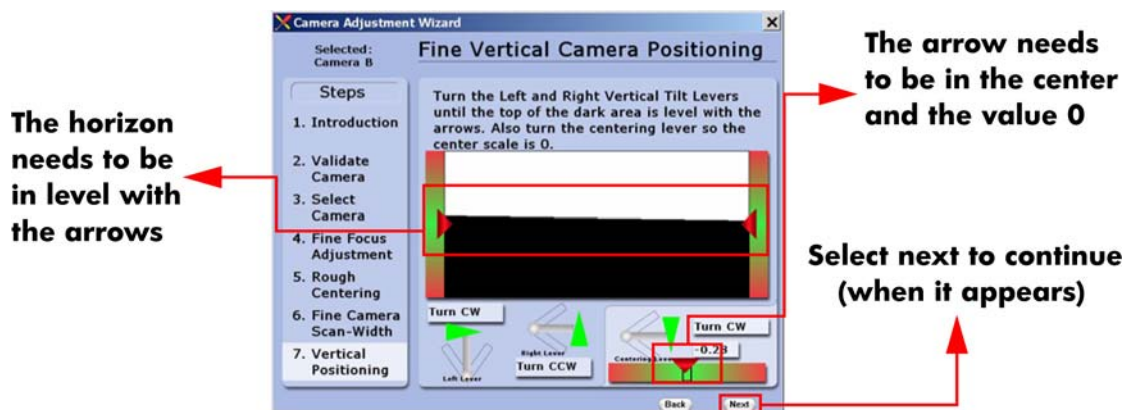 Camera Adjustment Wizard
Selected:
Camera B
Fine Vertical Camera Positioning
Steps
1. Introduction
2. Validate
Camera
3. Select
Camera
4. Fine Focus
Adjustment
5. Rough
Centering
6. Fine Camera
Scan-Width
7. Vertical
Positioning
Turn the Left and Right Vertical Tilt Levers
until the top of the dark area is level with the
arrows. Also turn the centering lever so the
center scale is 0.
Turn CW
Left Lever
Right Lever
Turn CCW
Turn CW
Centering Lever
-0.28
Back
Next
The horizon
needs to be
in level with
the arrows
The arrow needs
to be in the center
and the value 0
Select next to continue
(when it appears)